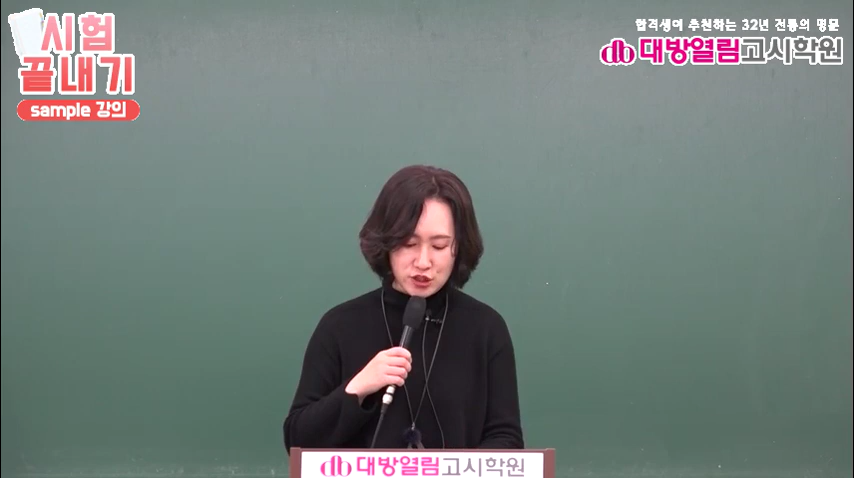 시험
끝내기
sample 강의
합격생이 추천하는 32년 전통의 명문
db 대방열림고시학원
db 대방열림고시학원